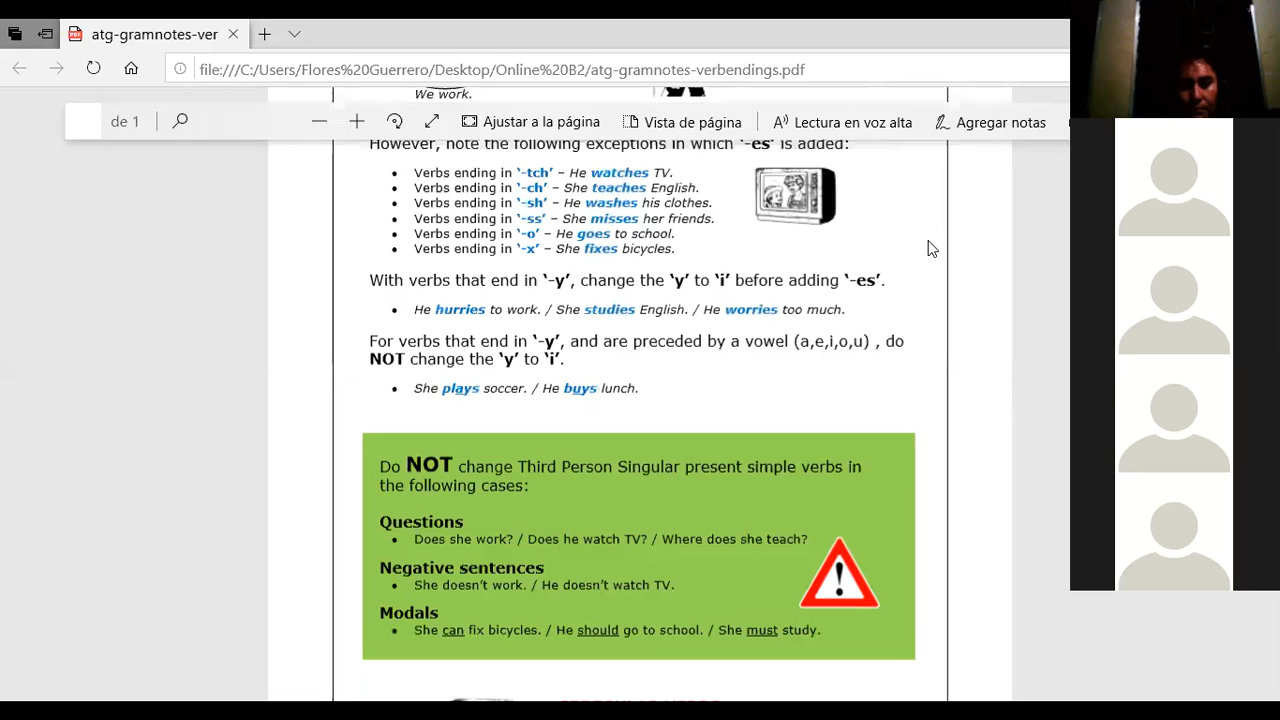 atg-gramnotes-ver
file:///C:/Users/Flores%20Guerrero/Desktop/Online%20B2/atg-gramnotes-verbendings.pdf
We work.
de 1
Ajustar a la página
Vista de página
Lectura en voz alta
Agregar notas
However, note the following exceptions in which ‘-es’ is added:
• Verbs ending in ‘-tch’ – He watches TV.
• Verbs ending in ‘-ch’ – She teaches English.
• Verbs ending in ‘-sh’ – He washes his clothes.
• Verbs ending in ‘-ss’ – She misses her friends.
• Verbs ending in ‘-o’ – He goes to school.
• Verbs ending in ‘-x’ – She fixes bicycles.
With verbs that end in ‘-y’, change the ‘y’ to ‘i’ before adding ‘-es’.
• He hurries to work. / She studies English. / He worries too much.
For verbs that end in ‘-y’, and are preceded by a vowel (a,e,i,o,u) , do
NOT change the ‘y’ to ‘i’.
• She plays soccer. / He buys lunch.
Do NOT change Third Person Singular present simple verbs in
the following cases:
Questions
• Does she work? / Does he watch TV? / Where does she teach?
Negative sentences
• She doesn’t work. / He doesn’t watch TV.
Modals
• She can fix bicycles. / He should go to school. / She must study.